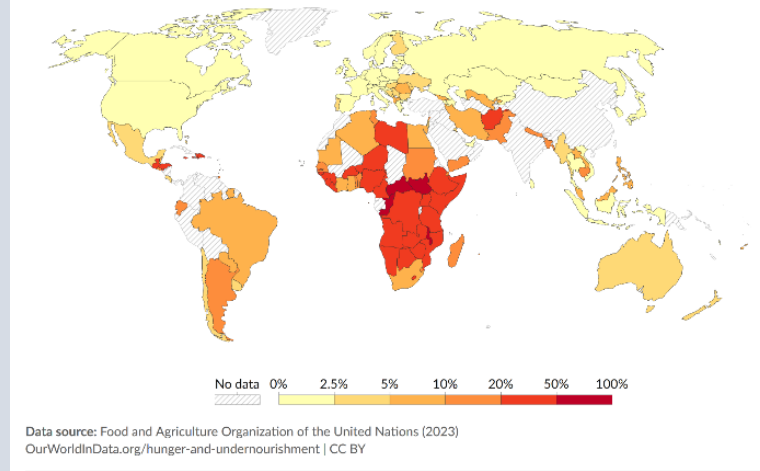 No data 0% 2.5% 5% 10% 20% 50% 100%
Data source: Food and Agriculture Organization of the United Nations (2023)
OurWorldInData.org/hunger-and-undernourishment | CC BY